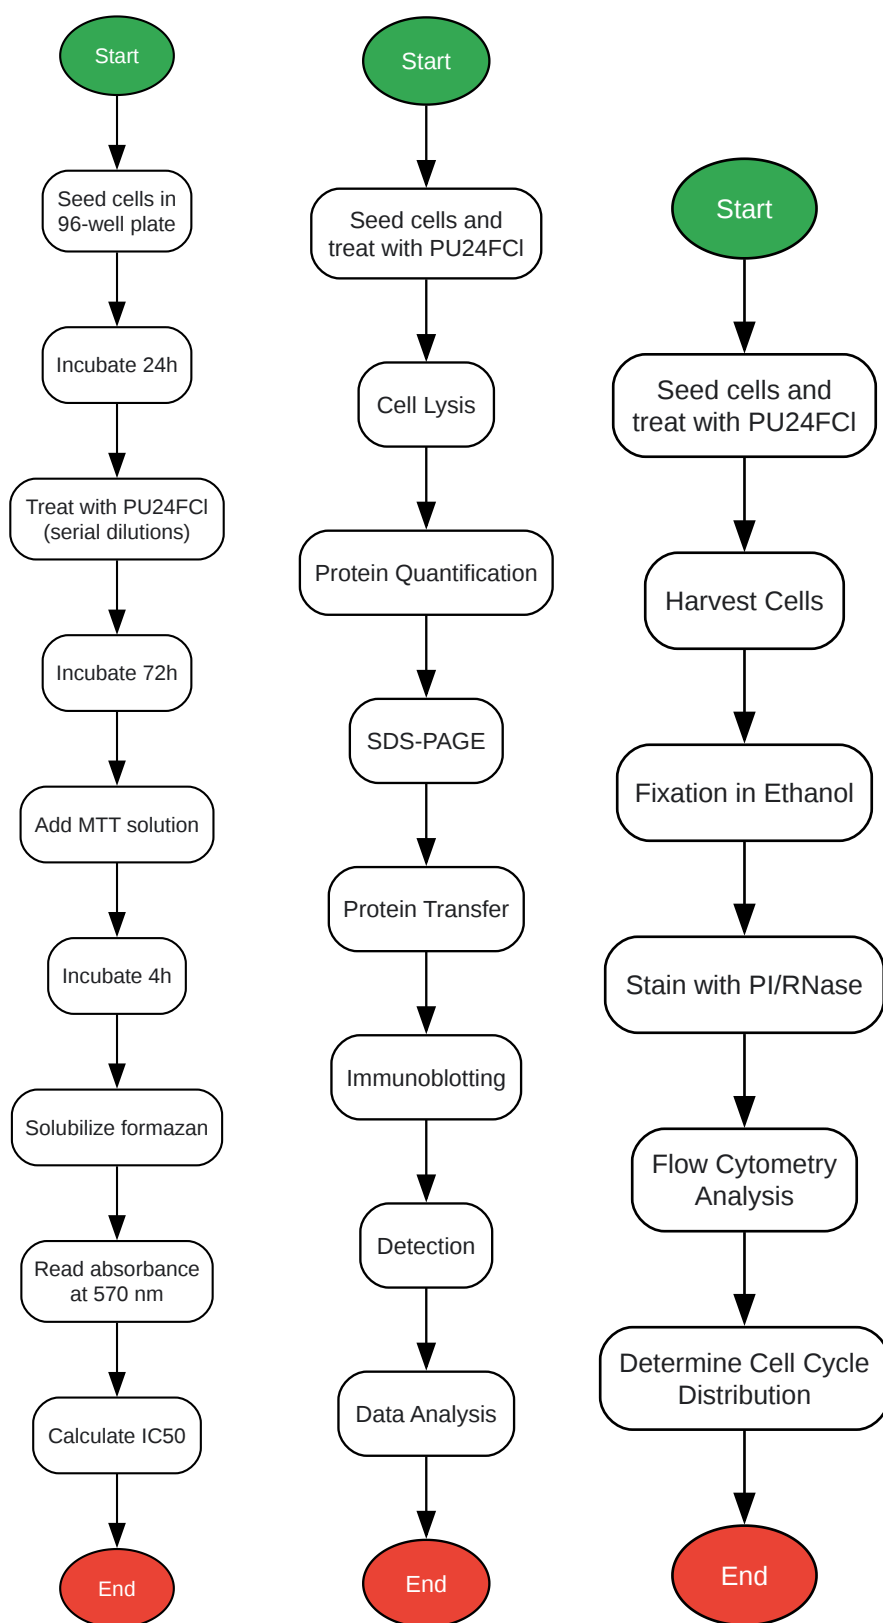 Start
Seed cells in
96-well plate
Incubate 24h
Treat with PU24FCl
(serial dilutions)
Incubate 72h
Add MTT solution
Incubate 4h
Solubilize formazan
Read absorbance
at 570 nm
Calculate IC50
End
Start
Seed cells and
treat with PU24FCl
Cell Lysis
Protein Quantification
SDS-PAGE
Protein Transfer
Immunoblotting
Detection
Data Analysis
End
Start
Seed cells and
treat with PU24FCl
Harvest Cells
Fixation in Ethanol
Stain with PI/RNase
Flow Cytometry
Analysis
Determine Cell Cycle
Distribution
End